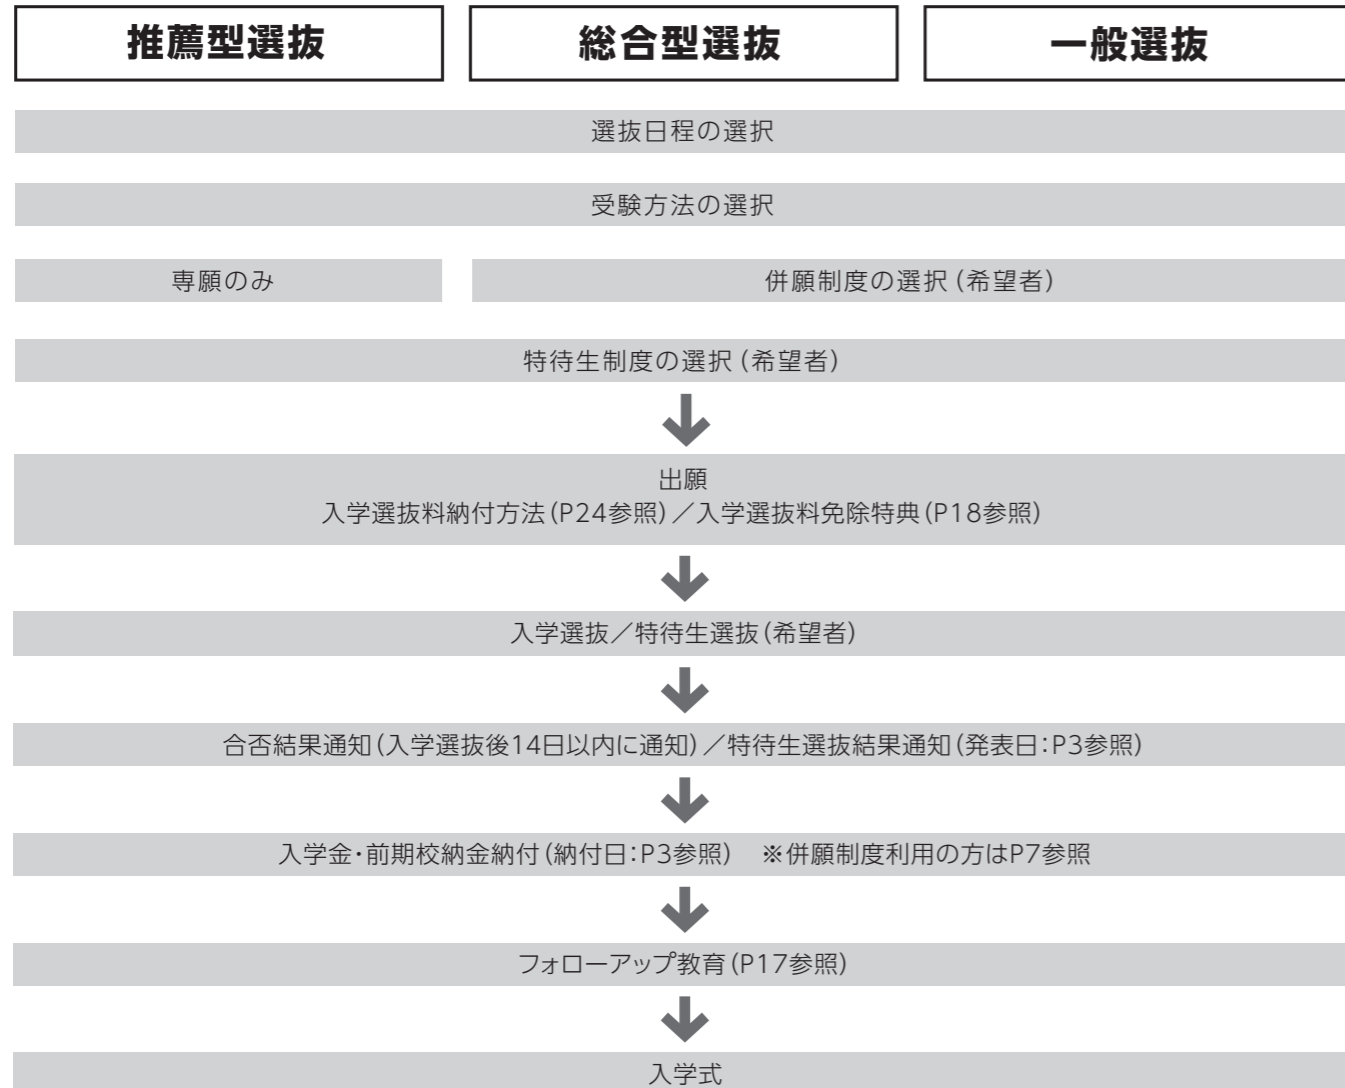 推薦型選抜
総合型選抜
一般選抜
選抜日程の選択
受験方法の選択
専願のみ
併願制度の選択（希望者）
特待生制度の選択（希望者）
出願
入学選抜料納付方法（P24参照）／入学選抜料免除特典（P18参照）
入学選抜／特待生選抜（希望者）
合否結果通知（入学選抜後14日以内に通知）／特待生選抜結果通知（発表日：P3参照）
入学金・前期校納金納付（納付日：P3参照）　※併願制度利用の方はP7参照
フォローアップ教育（P17参照）
入学式